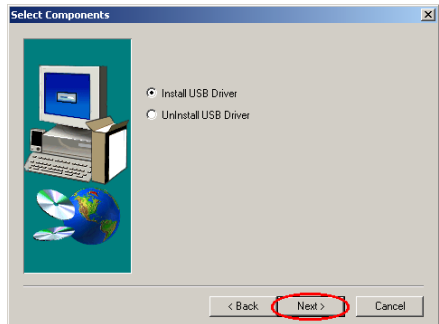 Select Components
Install USB Driver
UnInstall USB Driver
< Back
Next >
Cancel